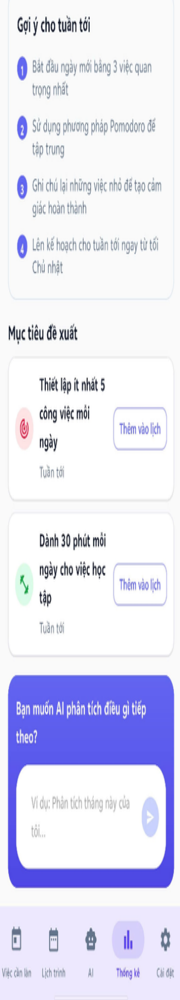 Gợi ý cho tuần tới
1 Bắt đầu ngày mới bằng 3 việc quan
trọng nhất
2 Sử dụng phương pháp Pomodoro để
tập trung
3 Ghi chú lại những việc nhỏ để tạo cảm
giác hoàn thành
4 Lên kế hoạch cho tuần tới ngay từ tối
Chủ nhật
Mục tiêu đề xuất
Thiết lập ít nhất 5
công việc mỗi
ngày
Thêm vào lịch
Tuần tới
Dành 30 phút mỗi
ngày cho việc học
tập
Thêm vào lịch
Tuần tới
Bạn muốn AI phân tích điều gì tiếp
theo?
Ví dụ: Phân tích tháng này của
tôi...
Việc cần làn Lịch trình AI Thống kê Cài đặt